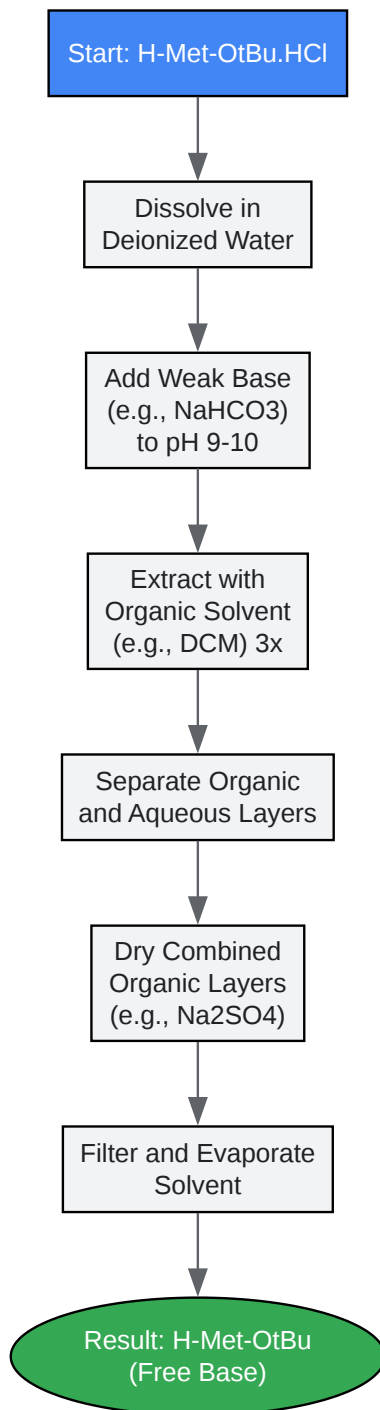 Start: H-Met-OtBu.HCl
Dissolve in
Deionized Water
Add Weak Base
(e.g., NaHCO3)
to pH 9-10
Extract with
Organic Solvent
(e.g., DCM) 3x
Separate Organic
and Aqueous Layers
Dry Combined
Organic Layers
(e.g., Na2SO4)
Filter and Evaporate
Solvent
Result: H-Met-OtBu
(Free Base)